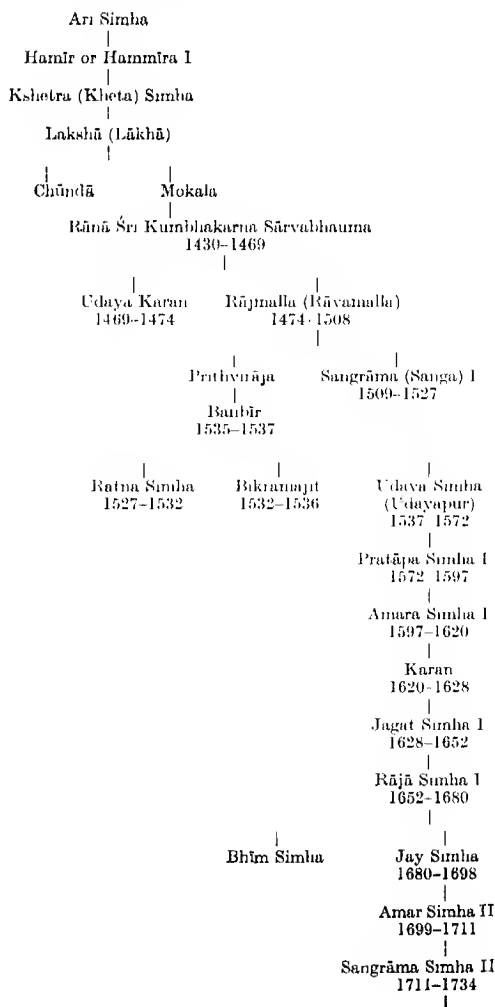 Ari Simha
Hamīr or Hammīra I
Kshetra (Kheta) Simha
Lakshā (Lākhā)
Chūndā Mokala
Rānā Śri Kumbhakarna Sārvabhauma
1430–1469
Udaya Karan Rājmalla (Rāyamalla)
1469–1474 1474–1508
Prithvirāja Sangrāma (Sanga) I
1509–1527
Banbīr
1535–1537
Ratna Simha Bikramajit Udaya Simha
1527–1532 1532–1536 (Udayapur)
1537–1572
Pratāpa Simha I
1572–1597
Amara Simha I
1597–1620
Karan
1620–1628
Jagat Simha I
1628–1652
Rājā Simha I
1652–1680
Bhīm Simha Jay Simha
1680–1698
Amar Simha II
1699–1711
Sangrāma Simha II
1711–1734